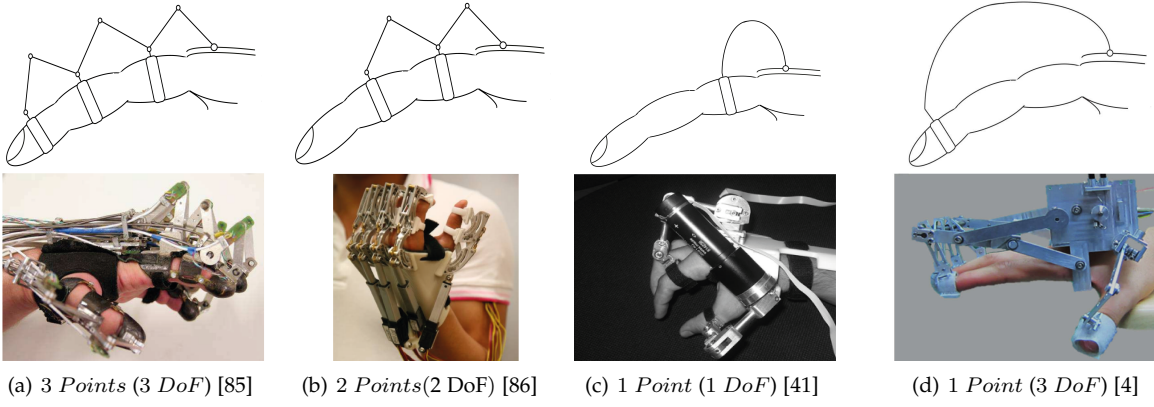 (a) 3 Points (3 DoF) [85]
(b) 2 Points(2 DoF) [86]
(c) 1 Point (1 DoF) [41]
(d) 1 Point (3 DoF) [4]